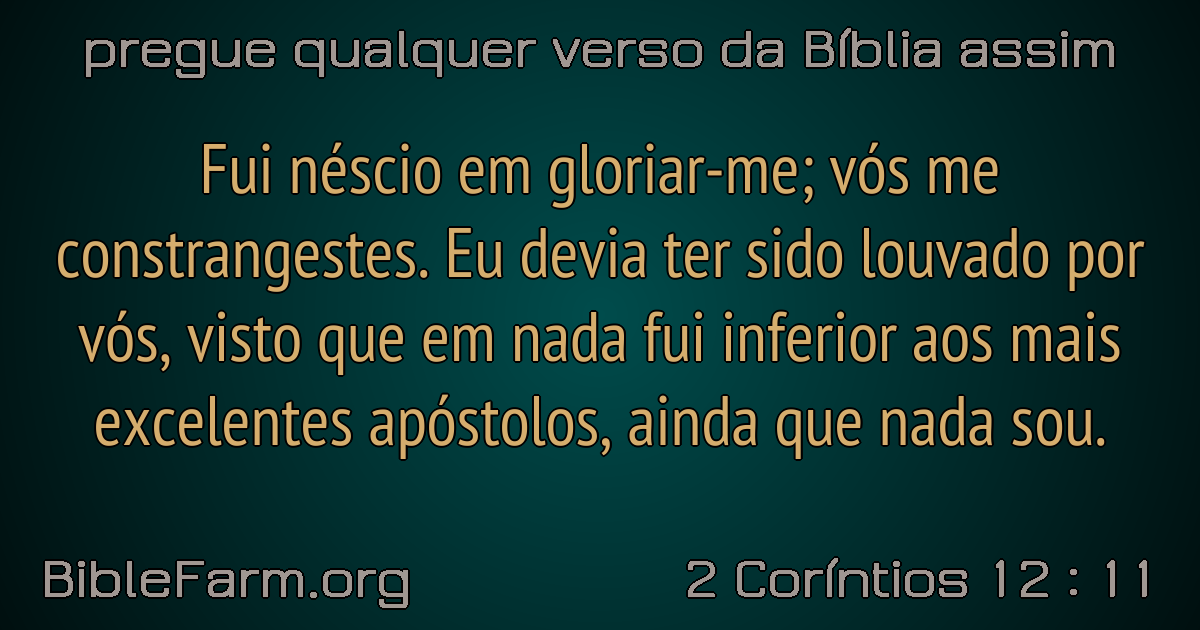 pregue qualquer verso da Bíblia assim
Fui néscio em gloriar-me; vós me
constrangestes. Eu devia ter sido louvado por
vós, visto que em nada fui inferior aos mais
excelentes apóstolos, ainda que nada sou.
BibleFarm.org
2 Coríntios 12 : 11